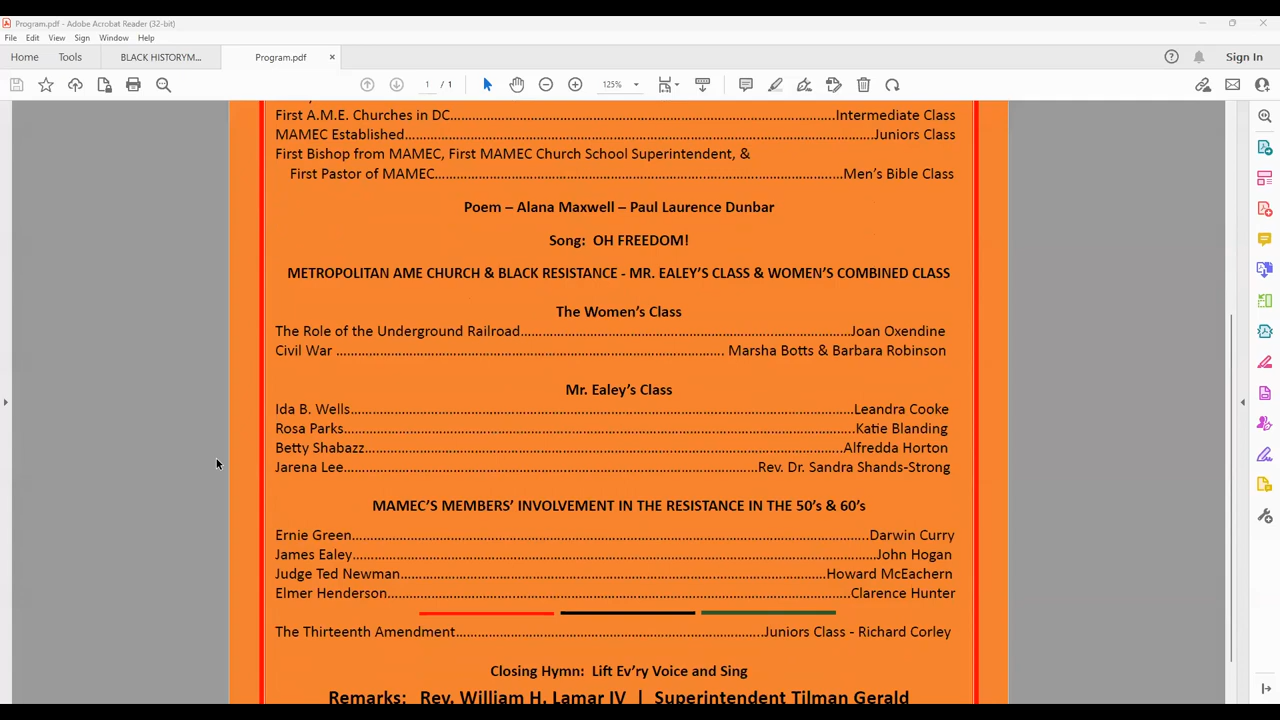 Program.pdf - Adobe Acrobat Reader (32-bit)
File Edit View Sign Window Help
Home Tools BLACK HISTORYM... Program.pdf × Sign In
1 / 1 125%
First A.M.E. Churches in DC....................Intermediate Class
MAMEC Established....................Juniors Class
First Bishop from MAMEC, First MAMEC Church School Superintendent, &
First Pastor of MAMEC....................Men's Bible Class
Poem – Alana Maxwell – Paul Laurence Dunbar
Song: OH FREEDOM!
METROPOLITAN AME CHURCH & BLACK RESISTANCE - MR. EALEY'S CLASS & WOMEN'S COMBINED CLASS
The Women's Class
The Role of the Underground Railroad....................Joan Oxendine
Civil War .................... Marsha Botts & Barbara Robinson
Mr. Ealey's Class
Ida B. Wells....................Leandra Cooke
Rosa Parks....................Katie Blanding
Betty Shabazz....................Alfredda Horton
Jarena Lee....................Rev. Dr. Sandra Shands-Strong
MAMEC'S MEMBERS' INVOLVEMENT IN THE RESISTANCE IN THE 50's & 60's
Ernie Green....................Darwin Curry
James Ealey....................John Hogan
Judge Ted Newman....................Howard McEachern
Elmer Henderson....................Clarence Hunter
The Thirteenth Amendment....................Juniors Class - Richard Corley
Closing Hymn: Lift Ev'ry Voice and Sing
Remarks: Rev. William H. Lamar IV | Superintendent Tilman Gerald